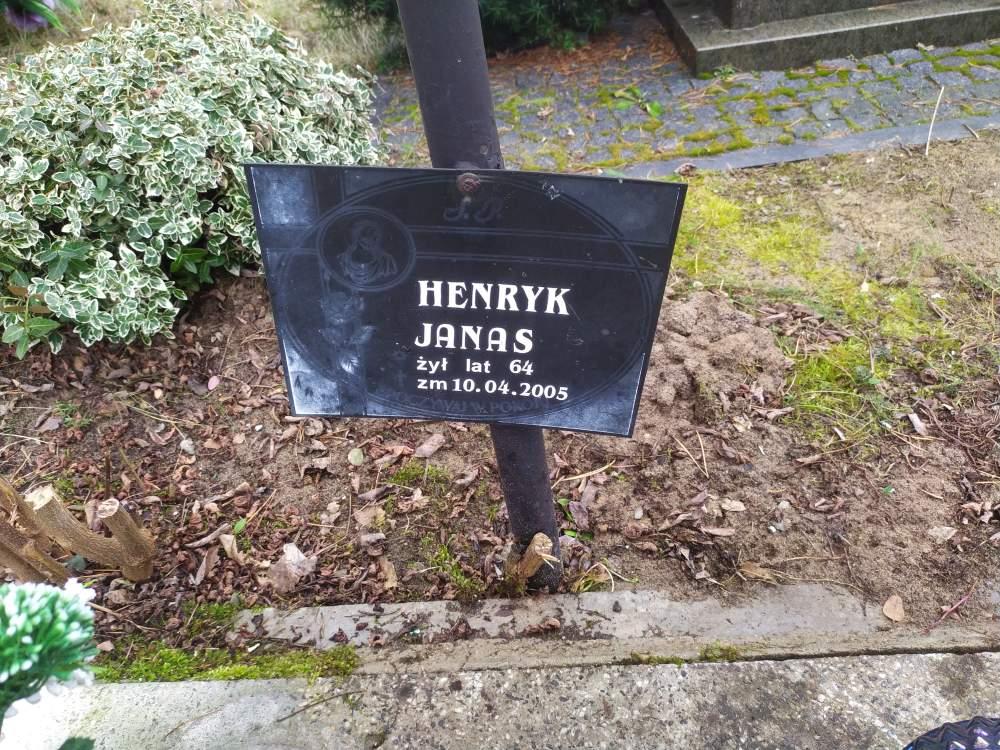 Ś. P.
HENRYK
JANAS
żył lat 64
zm 10.04.2005